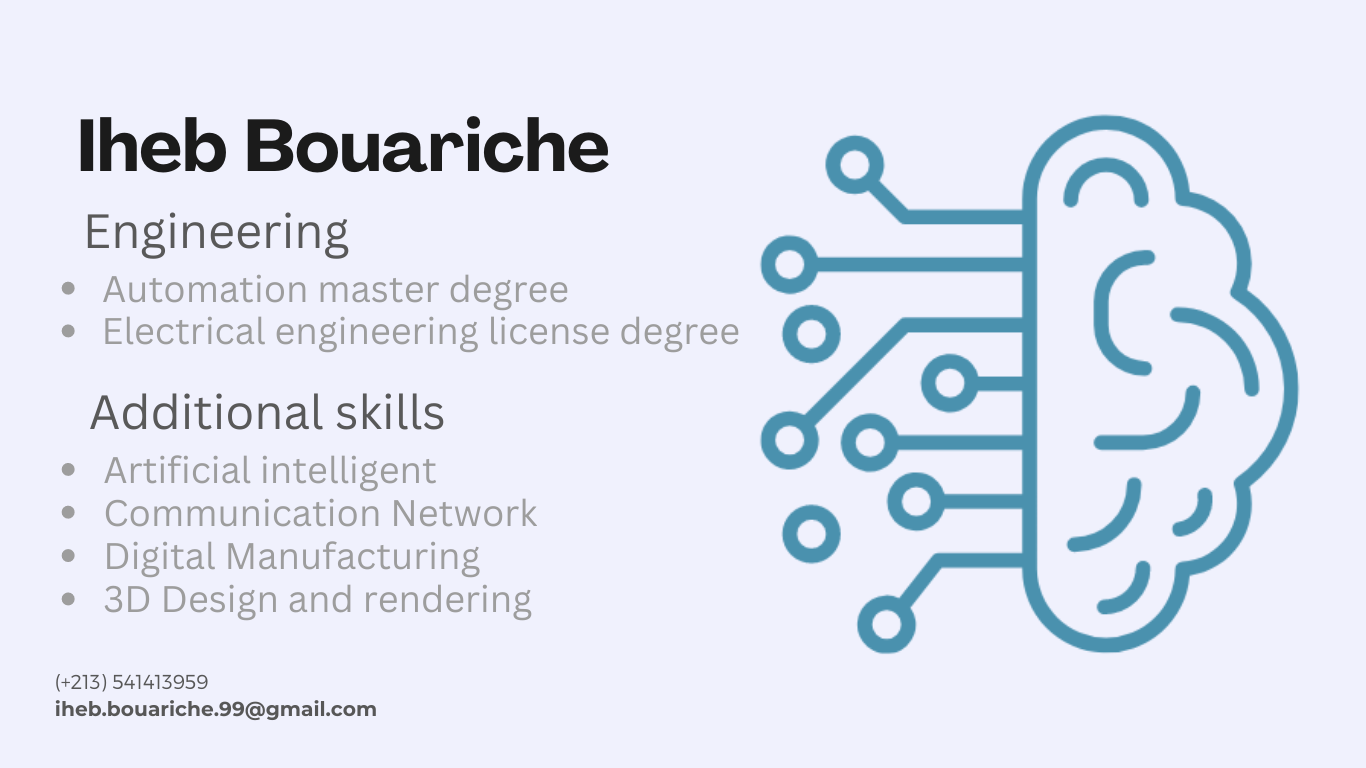 Iheb Bouariche
Engineering
• Automation master degree
• Electrical engineering license degree
Additional skills
• Artificial intelligent
• Communication Network
• Digital Manufacturing
• 3D Design and rendering
(+213) 541413959
iheb.bouariche.99@gmail.com